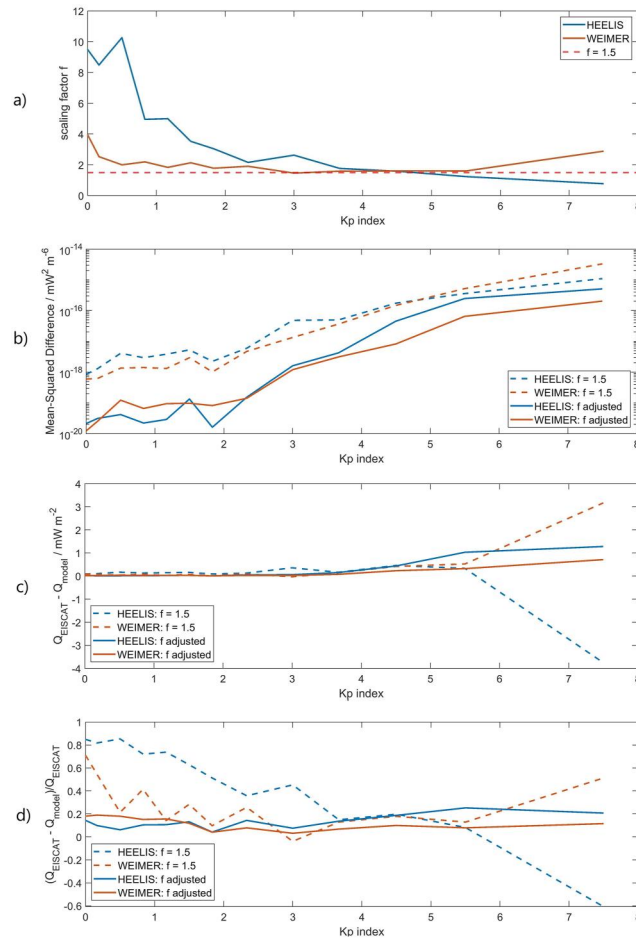 a)
scaling factor f
12
10
8
6
4
2
0
HEELIS
WEIMER
f = 1.5
0 1 2 3 4 5 6 7 8
Kp index
b)
Mean-Squared Difference / mW² m⁻⁶
10⁻¹⁴
10⁻¹⁶
10⁻¹⁸
10⁻²⁰
HEELIS: f = 1.5
WEIMER: f = 1.5
HEELIS: f adjusted
WEIMER: f adjusted
0 1 2 3 4 5 6 7 8
Kp index
c)
Q_EISCAT - Q_model / mW m⁻²
4
3
2
1
0
-1
-2
-3
-4
HEELIS: f = 1.5
WEIMER: f = 1.5
HEELIS: f adjusted
WEIMER: f adjusted
0 1 2 3 4 5 6 7 8
Kp index
d)
(Q_EISCAT - Q_model)/Q_EISCAT
1
0.8
0.6
0.4
0.2
0
-0.2
-0.4
-0.6
HEELIS: f = 1.5
WEIMER: f = 1.5
HEELIS: f adjusted
WEIMER: f adjusted
0 1 2 3 4 5 6 7 8
Kp index